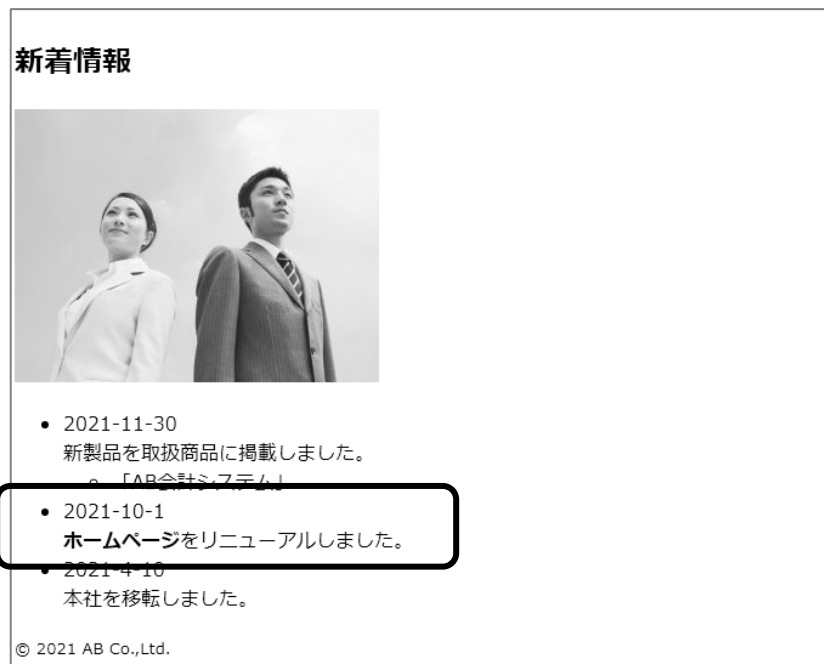 新着情報
2021-11-30
新製品を取扱商品に掲載しました。
「AB会計システム」
2021-10-1
ホームページをリニューアルしました。
2021-4-10
本社を移転しました。
© 2021 AB Co.,Ltd.